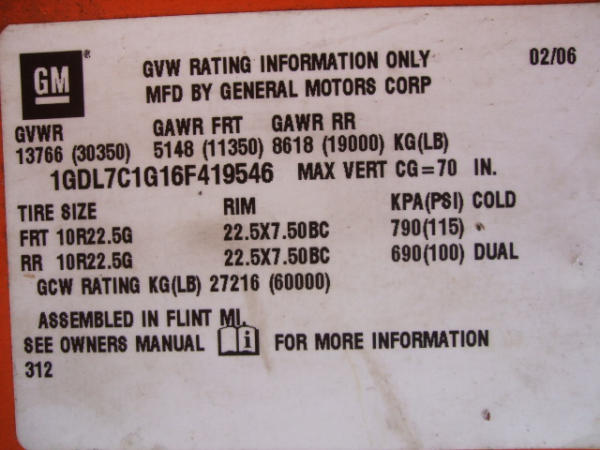 GM®
GVW RATING INFORMATION ONLY 02/06
MFD BY GENERAL MOTORS CORP
GVWR GAWR FRT GAWR RR
13766 (30350) 5148 (11350) 8618 (19000) KG(LB)
1GDL7C1G16F419546 MAX VERT CG=70 IN.
TIRE SIZE RIM KPA(PSI) COLD
FRT 10R22.5G 22.5X7.50BC 790(115)
RR 10R22.5G 22.5X7.50BC 690(100) DUAL
GCW RATING KG(LB) 27216 (60000)
ASSEMBLED IN FLINT MI.
SEE OWNERS MANUAL i FOR MORE INFORMATION
312